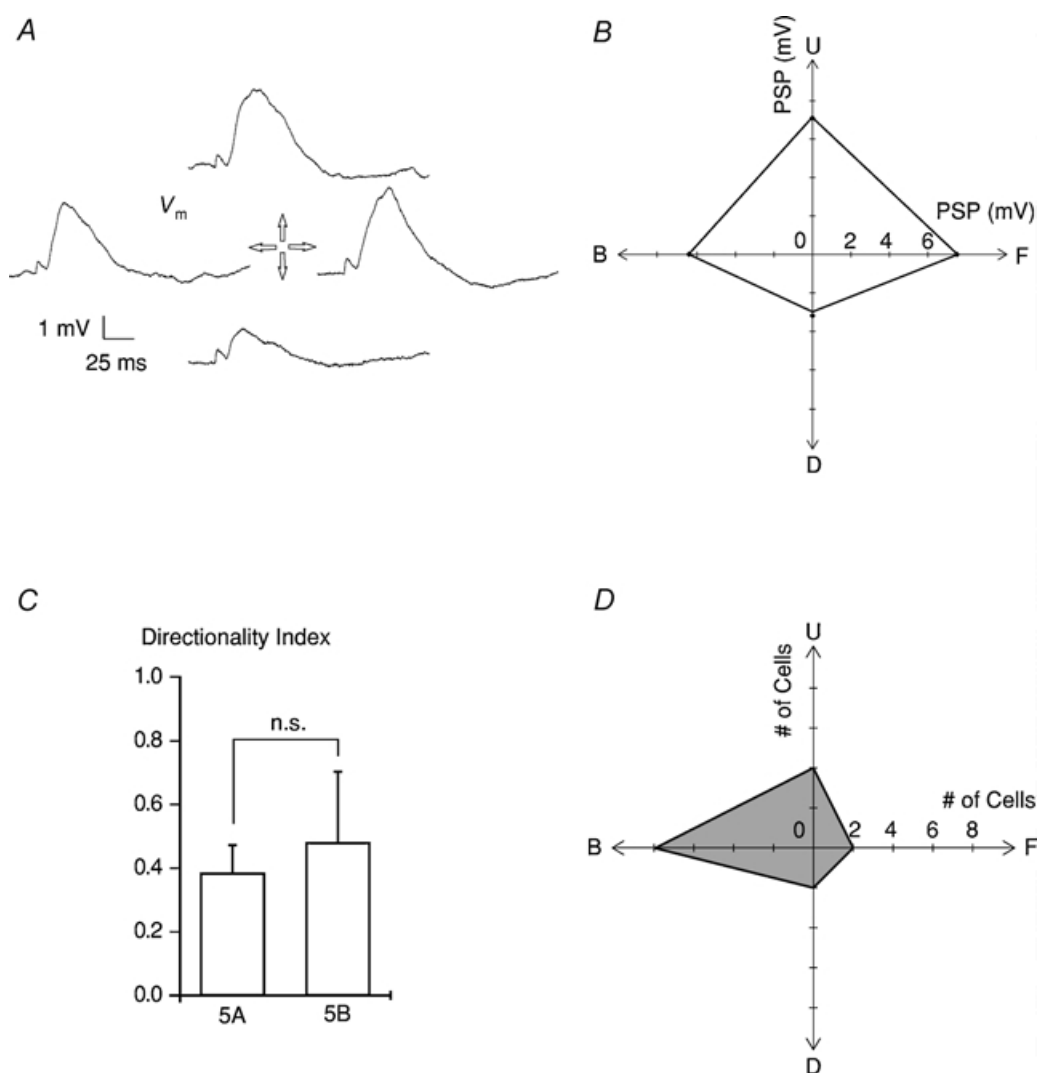 A
V m
1 mV
25 ms
B
PSP (mV)
U
PSP (mV)
0 2 4 6
B
F
D
C
Directionality Index
1.0
n.s.
0.8
0.6
0.4
0.2
0.0
5A 5B
D
U
# of Cells
# of Cells
0 2 4 6 8
B
F
D